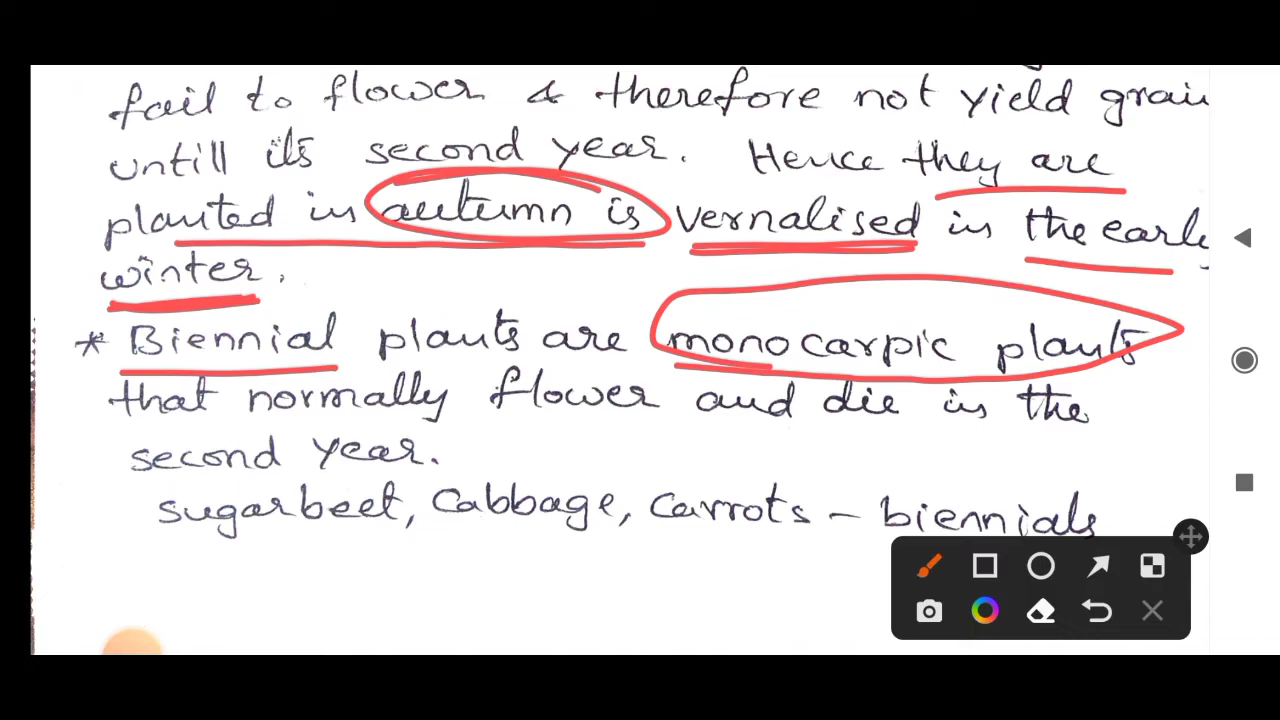 fail to flower & therefore not yield grain
untill its second year. Hence they are
planted in autumn is vernalised in the early
winter.
* Biennial plants are monocarpic plants
that normally flower and die in the
second year.
sugarbeet, Cabbage, Carrots - biennials